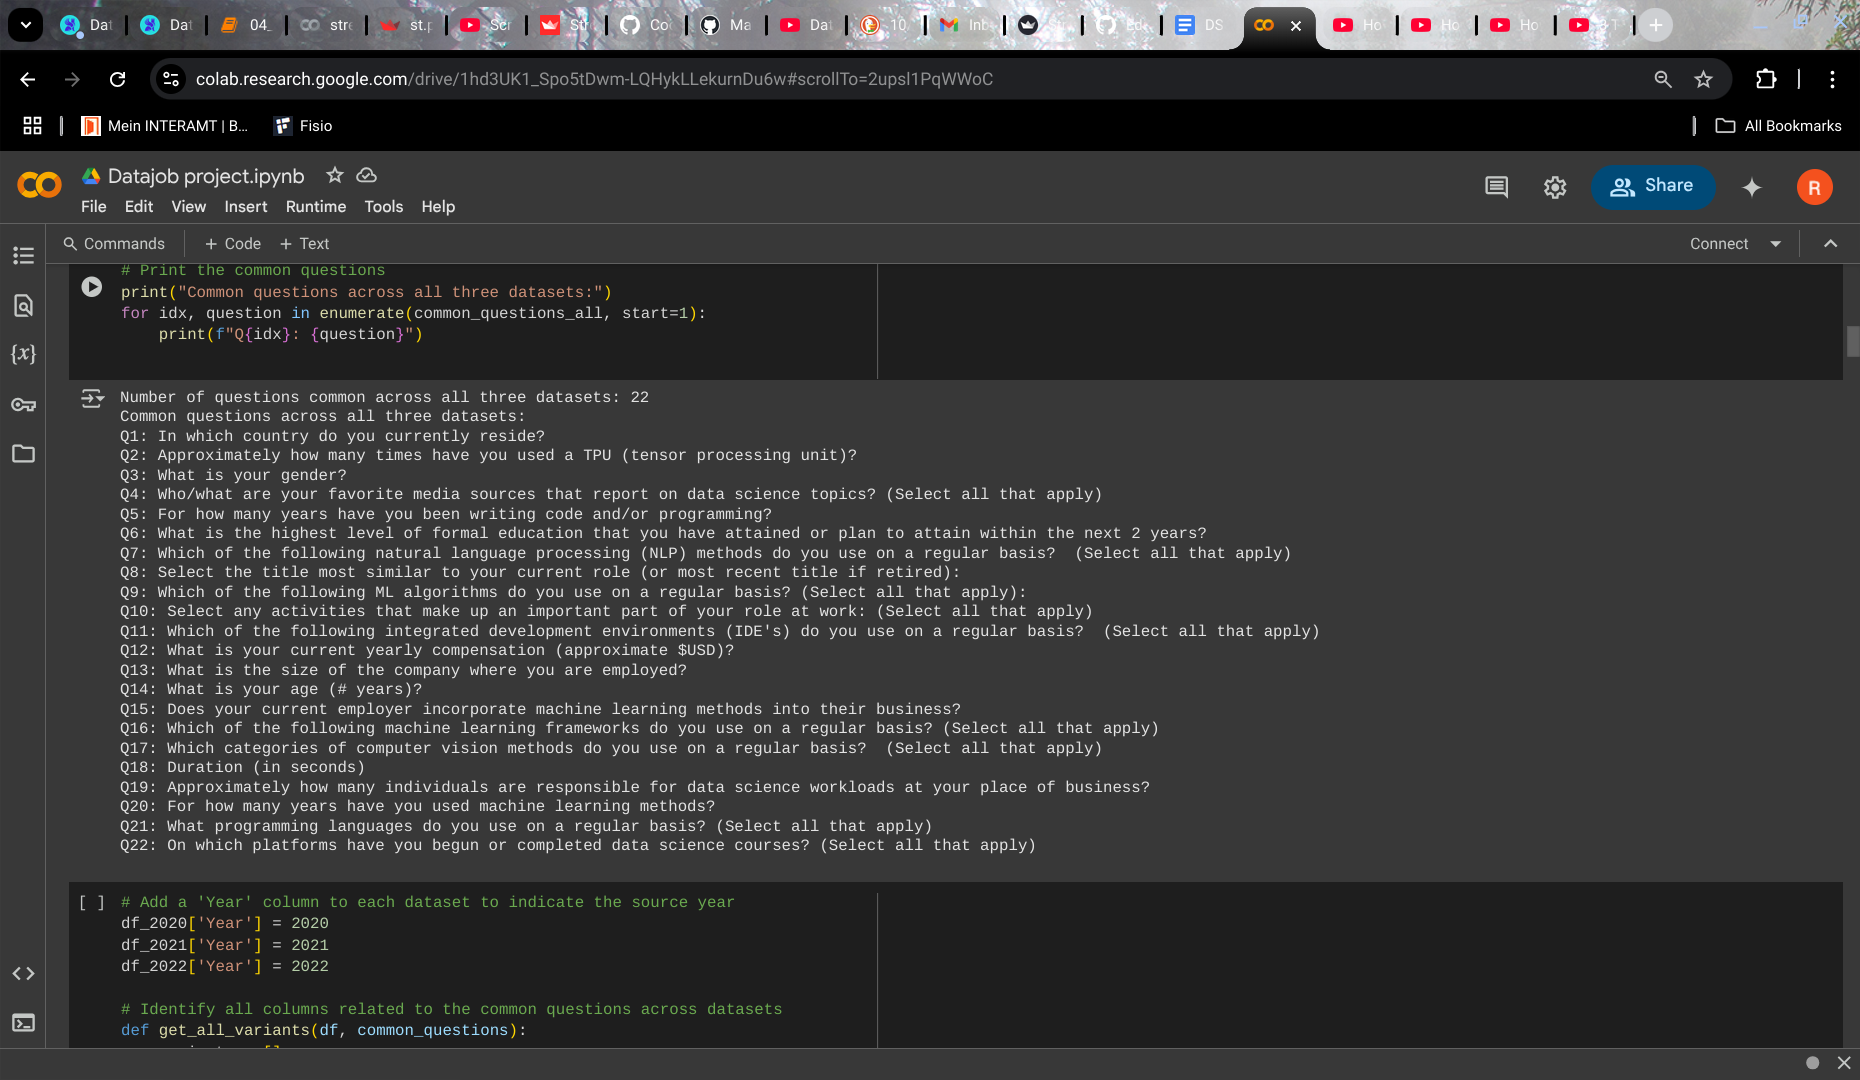 Dat
Dat
04_
stre
st.p
Scr
Str
Co
Ma
Dat
10.
Inb
Str
Edi
DS
Ho
Ho
Ho
3 T
colab.research.google.com/drive/1hd3UK1_Spo5tDwm-LQHykLLekurnDu6w#scrollTo=2upsl1PqWWoC
Mein INTERAMT | B...
Fisio
All Bookmarks
Datajob project.ipynb
Share
R
File Edit View Insert Runtime Tools Help
Commands + Code + Text
Connect
# Print the common questions
print("Common questions across all three datasets:")
for idx, question in enumerate(common_questions_all, start=1):
    print(f"Q{idx}: {question}")
Number of questions common across all three datasets: 22
Common questions across all three datasets:
Q1: In which country do you currently reside?
Q2: Approximately how many times have you used a TPU (tensor processing unit)?
Q3: What is your gender?
Q4: Who/what are your favorite media sources that report on data science topics? (Select all that apply)
Q5: For how many years have you been writing code and/or programming?
Q6: What is the highest level of formal education that you have attained or plan to attain within the next 2 years?
Q7: Which of the following natural language processing (NLP) methods do you use on a regular basis?  (Select all that apply)
Q8: Select the title most similar to your current role (or most recent title if retired):
Q9: Which of the following ML algorithms do you use on a regular basis? (Select all that apply):
Q10: Select any activities that make up an important part of your role at work: (Select all that apply)
Q11: Which of the following integrated development environments (IDE's) do you use on a regular basis?  (Select all that apply)
Q12: What is your current yearly compensation (approximate $USD)?
Q13: What is the size of the company where you are employed?
Q14: What is your age (# years)?
Q15: Does your current employer incorporate machine learning methods into their business?
Q16: Which of the following machine learning frameworks do you use on a regular basis? (Select all that apply)
Q17: Which categories of computer vision methods do you use on a regular basis?  (Select all that apply)
Q18: Duration (in seconds)
Q19: Approximately how many individuals are responsible for data science workloads at your place of business?
Q20: For how many years have you used machine learning methods?
Q21: What programming languages do you use on a regular basis? (Select all that apply)
Q22: On which platforms have you begun or completed data science courses? (Select all that apply)
[ ] # Add a 'Year' column to each dataset to indicate the source year
df_2020['Year'] = 2020
df_2021['Year'] = 2021
df_2022['Year'] = 2022
# Identify all columns related to the common questions across datasets
def get_all_variants(df, common_questions):